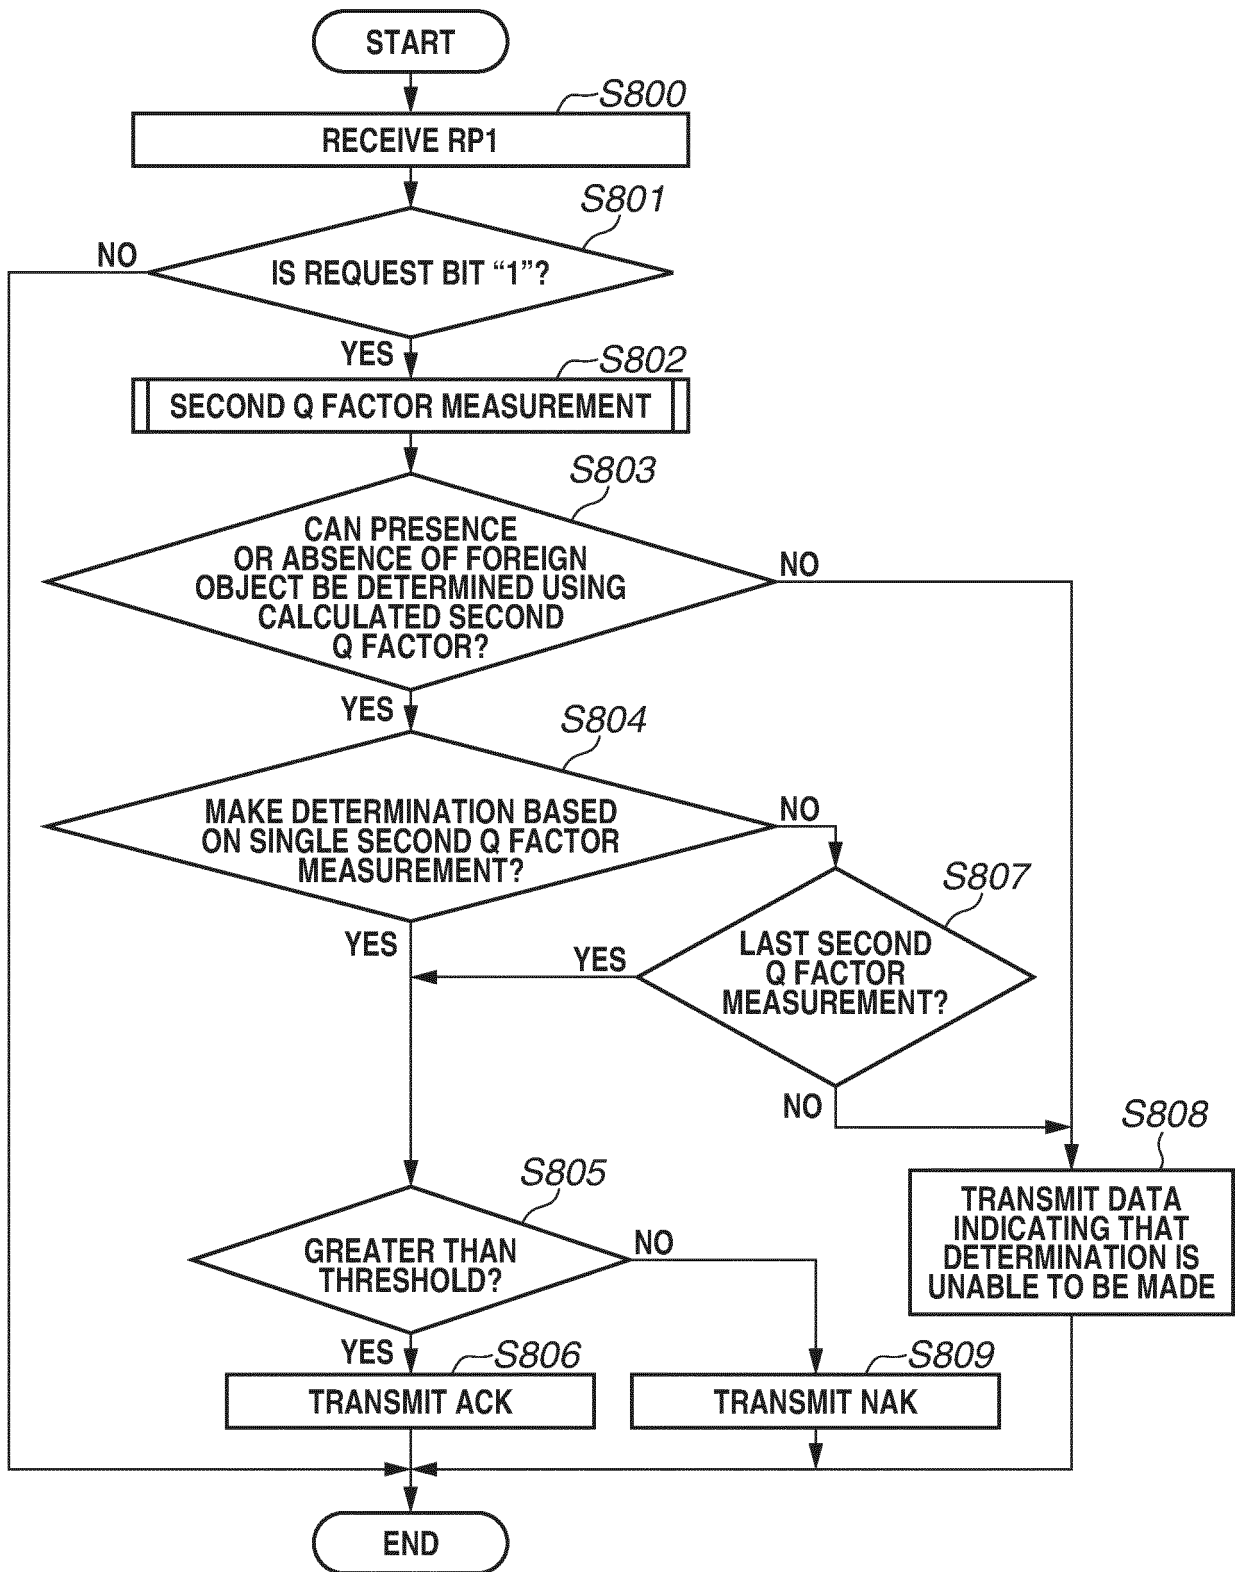 START
S800
RECEIVE RP1
S801
NO
IS REQUEST BIT “1”?
YES
S802
SECOND Q FACTOR MEASUREMENT
S803
CAN PRESENCE
OR ABSENCE OF FOREIGN
OBJECT BE DETERMINED USING
CALCULATED SECOND
Q FACTOR?
NO
YES
S804
MAKE DETERMINATION BASED
ON SINGLE SECOND Q FACTOR
MEASUREMENT?
NO
YES
S807
LAST SECOND
Q FACTOR
MEASUREMENT?
YES
NO
S808
TRANSMIT DATA
INDICATING THAT
DETERMINATION IS
UNABLE TO BE MADE
S805
GREATER THAN
THRESHOLD?
NO
YES
S806
TRANSMIT ACK
S809
TRANSMIT NAK
END